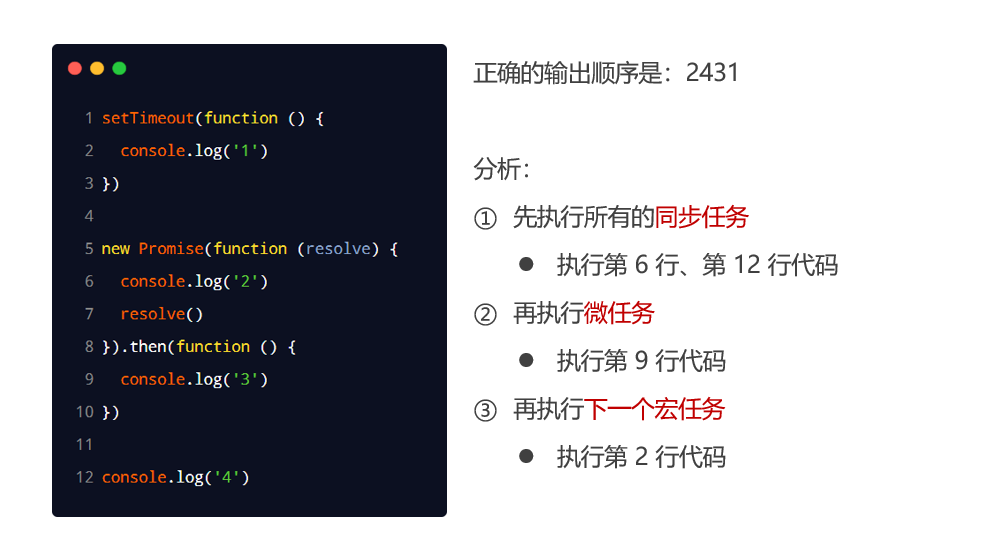 1 setTimeout(function () {
2   console.log('1')
3 })
4
5 new Promise(function (resolve) {
6   console.log('2')
7   resolve()
8 }).then(function () {
9   console.log('3')
10 })
11
12 console.log('4')
正确的输出顺序是：2431
分析：
① 先执行所有的同步任务
● 执行第 6 行、第 12 行代码
② 再执行微任务
● 执行第 9 行代码
③ 再执行下一个宏任务
● 执行第 2 行代码